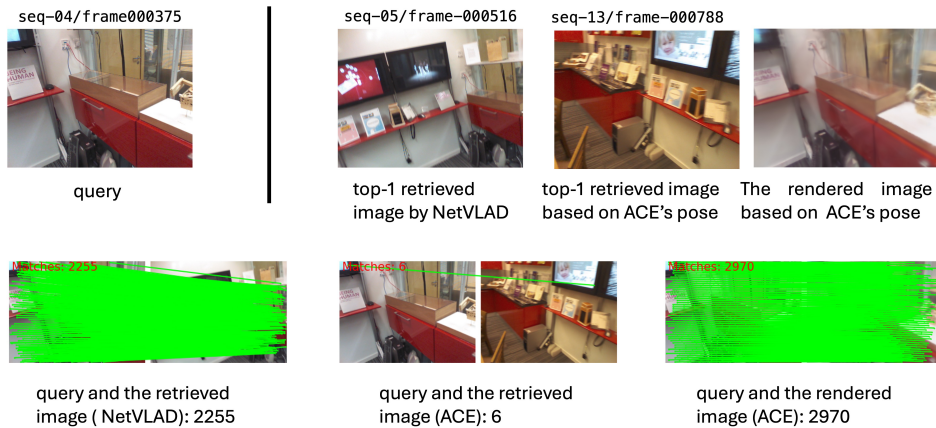 seq-04/frame000375
seq-05/frame-000516
seq-13/frame-000788
EING
HUMAN
query
top-1 retrieved
image by NetVLAD
top-1 retrieved image
based on ACE's pose
The rendered image
based on ACE's pose
Matches: 2255
Matches: 6
Matches: 2970
query and the retrieved
image ( NetVLAD): 2255
query and the retrieved
image (ACE): 6
query and the rendered
image (ACE): 2970